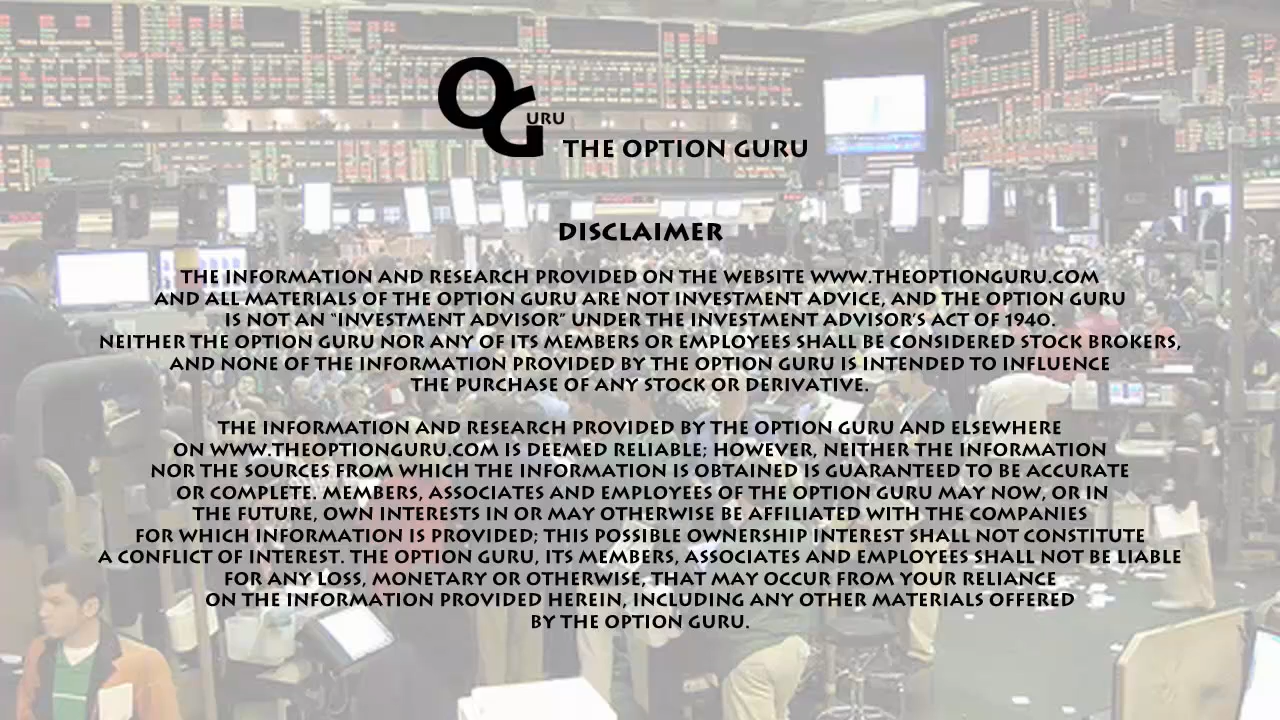 OGURU
THE OPTION GURU
DISCLAIMER
THE INFORMATION AND RESEARCH PROVIDED ON THE WEBSITE WWW.THEOPTIONGURU.COM
AND ALL MATERIALS OF THE OPTION GURU ARE NOT INVESTMENT ADVICE, AND THE OPTION GURU
IS NOT AN “INVESTMENT ADVISOR” UNDER THE INVESTMENT ADVISOR’S ACT OF 1940.
NEITHER THE OPTION GURU NOR ANY OF ITS MEMBERS OR EMPLOYEES SHALL BE CONSIDERED STOCK BROKERS,
AND NONE OF THE INFORMATION PROVIDED BY THE OPTION GURU IS INTENDED TO INFLUENCE
THE PURCHASE OF ANY STOCK OR DERIVATIVE.
THE INFORMATION AND RESEARCH PROVIDED BY THE OPTION GURU AND ELSEWHERE
ON WWW.THEOPTIONGURU.COM IS DEEMED RELIABLE; HOWEVER, NEITHER THE INFORMATION
NOR THE SOURCES FROM WHICH THE INFORMATION IS OBTAINED IS GUARANTEED TO BE ACCURATE
OR COMPLETE. MEMBERS, ASSOCIATES AND EMPLOYEES OF THE OPTION GURU MAY NOW, OR IN
THE FUTURE, OWN INTERESTS IN OR MAY OTHERWISE BE AFFILIATED WITH THE COMPANIES
FOR WHICH INFORMATION IS PROVIDED; THIS POSSIBLE OWNERSHIP INTEREST SHALL NOT CONSTITUTE
A CONFLICT OF INTEREST. THE OPTION GURU, ITS MEMBERS, ASSOCIATES AND EMPLOYEES SHALL NOT BE LIABLE
FOR ANY LOSS, MONETARY OR OTHERWISE, THAT MAY OCCUR FROM YOUR RELIANCE
ON THE INFORMATION PROVIDED HEREIN, INCLUDING ANY OTHER MATERIALS OFFERED
BY THE OPTION GURU.